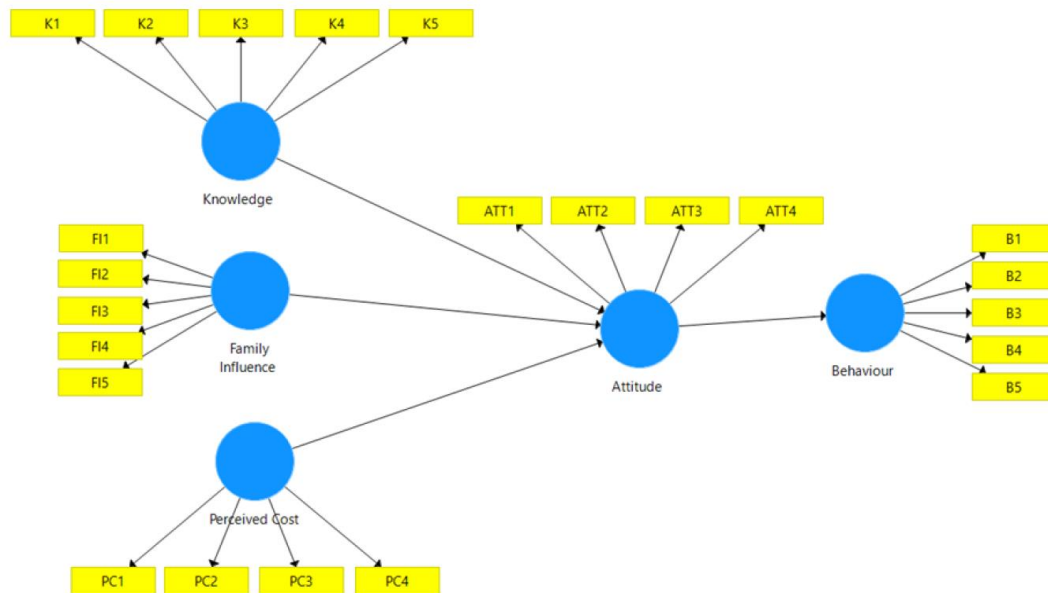 K1
K2
K3
K4
K5
Knowledge
FI1
FI2
FI3
FI4
FI5
Family
Influence
Perceived Cost
PC1
PC2
PC3
PC4
ATT1
ATT2
ATT3
ATT4
Attitude
Behaviour
B1
B2
B3
B4
B5